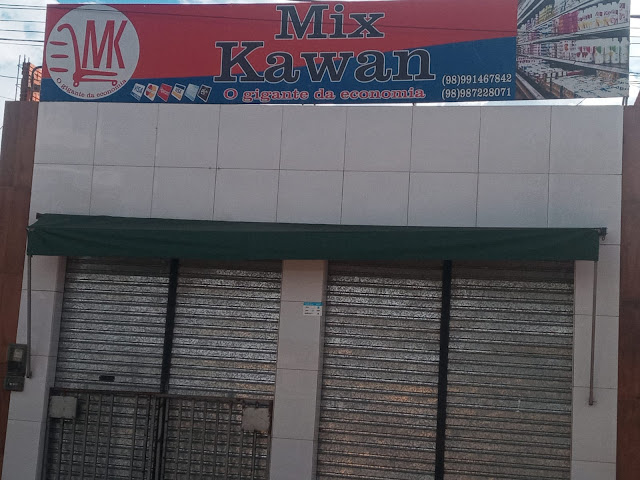 MK
O gigante da economia
Mix
Kawan
O gigante da economia
(98)991467842
(98)987228071